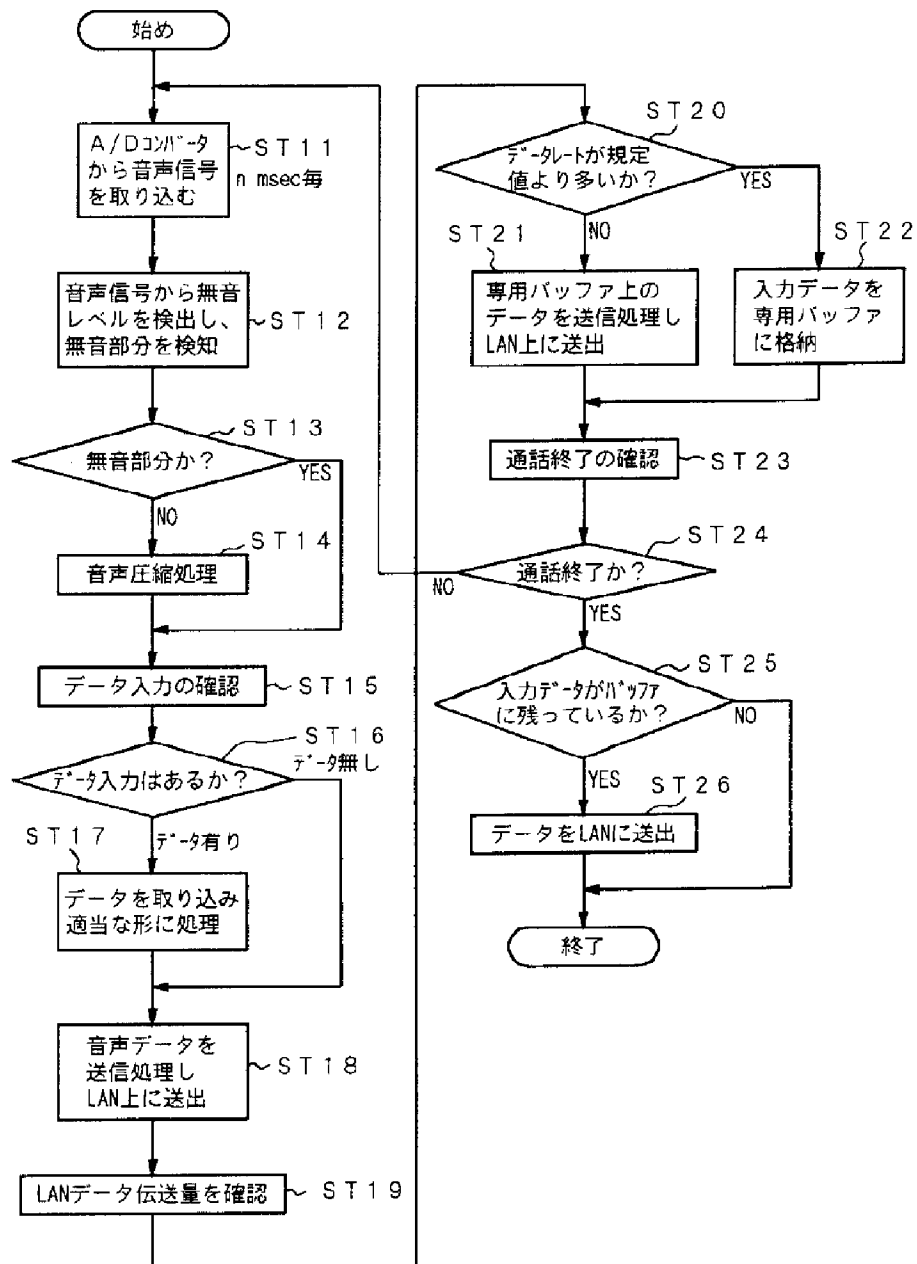 始め
A/Dコンバータ
から音声信号
を取り込む
ST11
n msec毎
音声信号から無音
レベルを検出し、
無音部分を検知
ST12
ST13
無音部分か？
YES
NO
ST14
音声圧縮処理
データ入力の確認
ST15
ST16
データ入力はあるか？
データ無し
データ有り
ST17
データを取り込み
適当な形に処理
音声データを
送信処理し
LAN上に送出
ST18
LANデータ伝送量を確認
ST19
ST20
データレートが規定
値より多いか？
YES
NO
ST21
専用バッファ上の
データを送信処理し
LAN上に送出
ST22
入力データを
専用バッファ
に格納
通話終了の確認
ST23
ST24
通話終了か？
NO
YES
ST25
入力データがバッファ
に残っているか？
NO
YES
ST26
データをLANに送出
終了